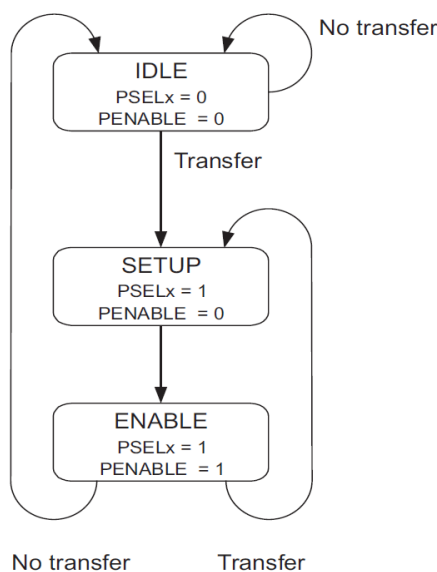 No transfer
IDLE
PSELx = 0
PENABLE = 0
Transfer
SETUP
PSELx = 1
PENABLE = 0
ENABLE
PSELx = 1
PENABLE = 1
No transfer
Transfer